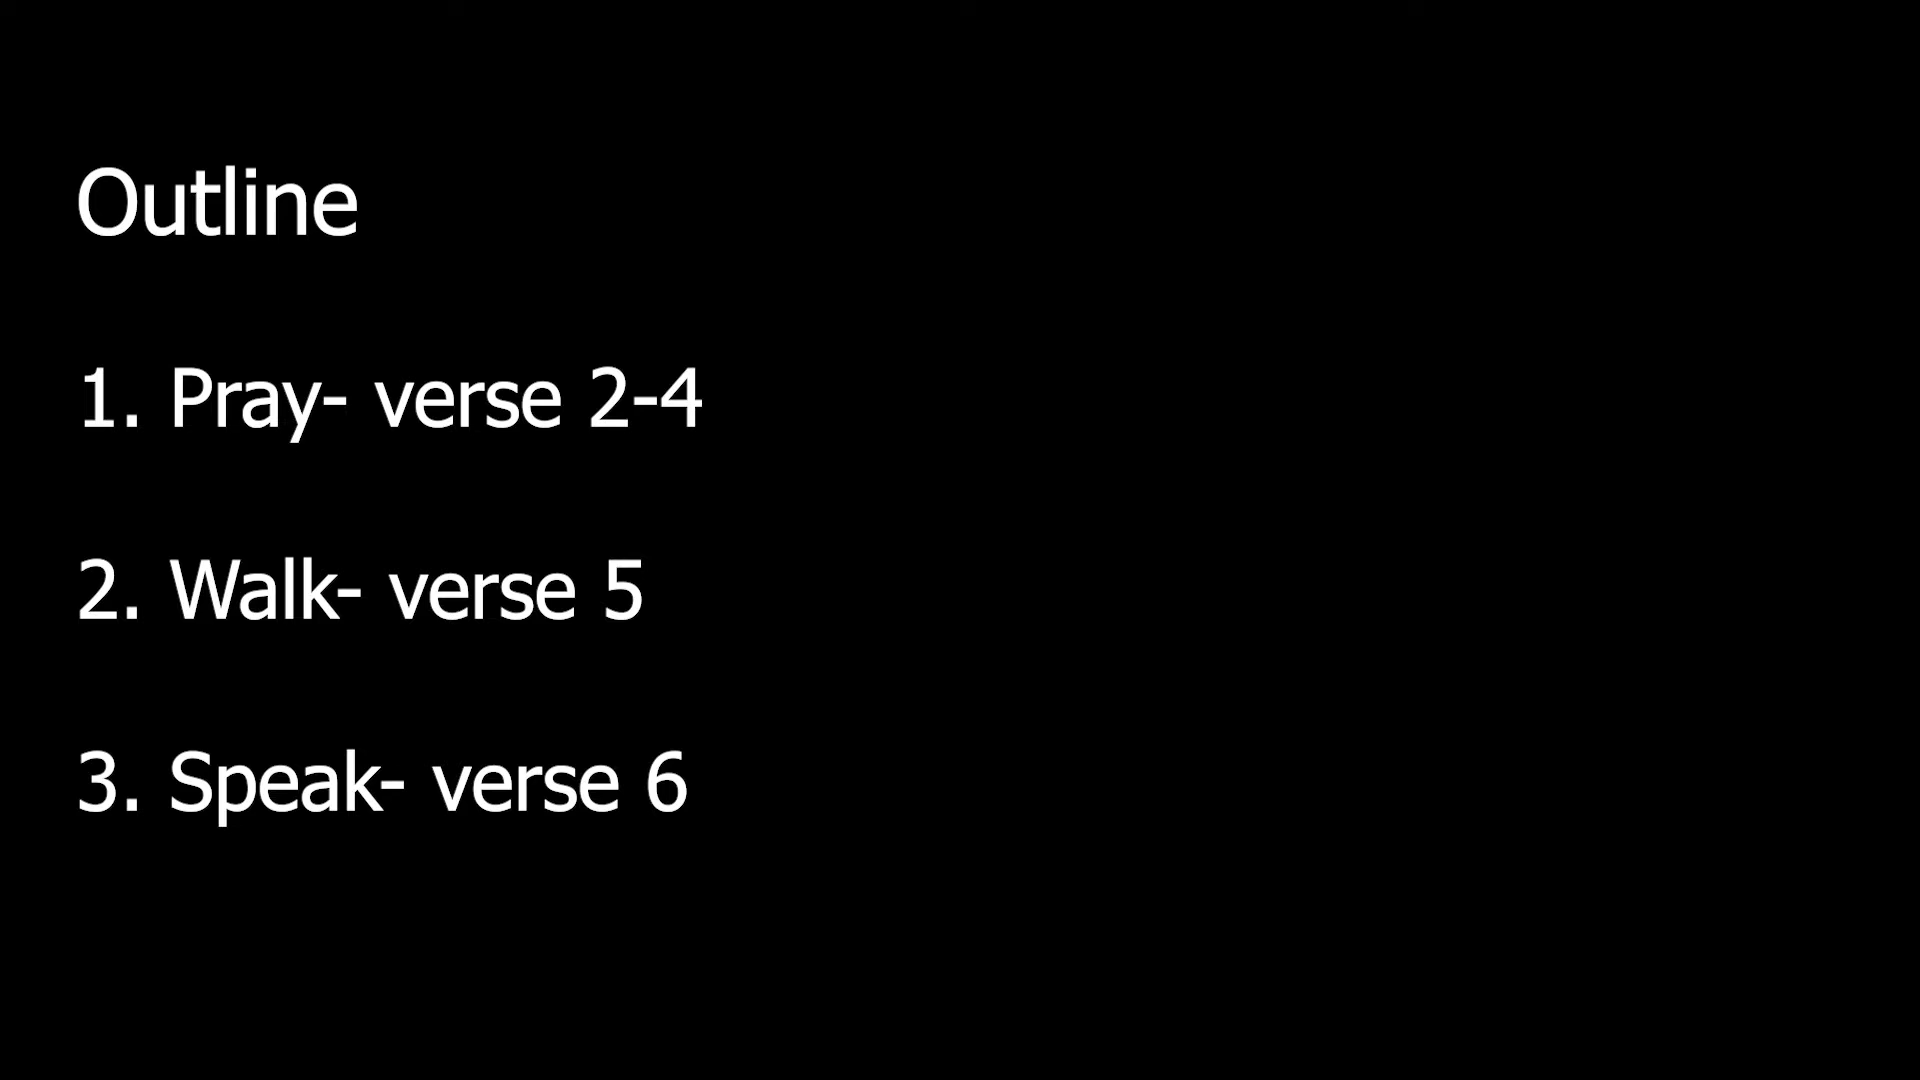 Outline
1. Pray- verse 2-4
2. Walk- verse 5
3. Speak- verse 6